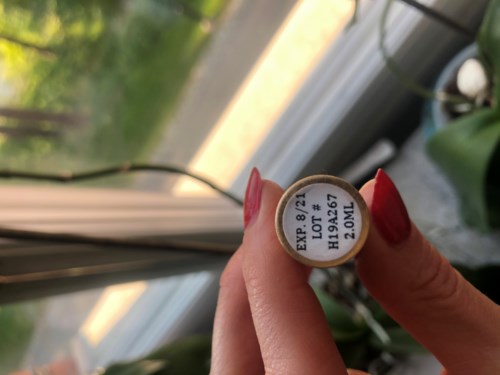 EXP. 8/21
LOT #
H19A267
2.0ML